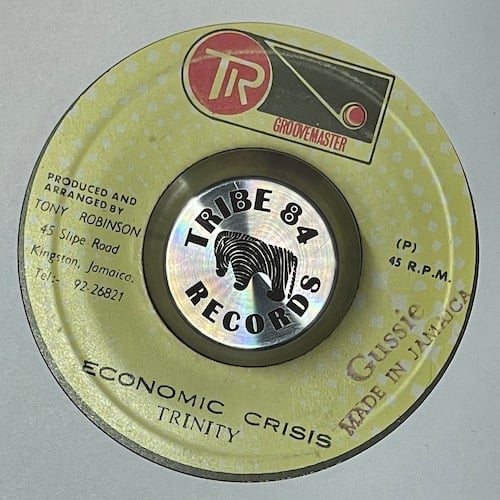 TR
GROOVEMASTER
PRODUCED AND
ARRANGED BY
TONY ROBINSON
45 Slipe Road
Kingston, Jamaica.
Tel:- 92-26821
TRIBE 84
RECORDS
(P)
45 R.P.M.
Gussie
MADE IN JAMAICA
ECONOMIC CRISIS
TRINITY